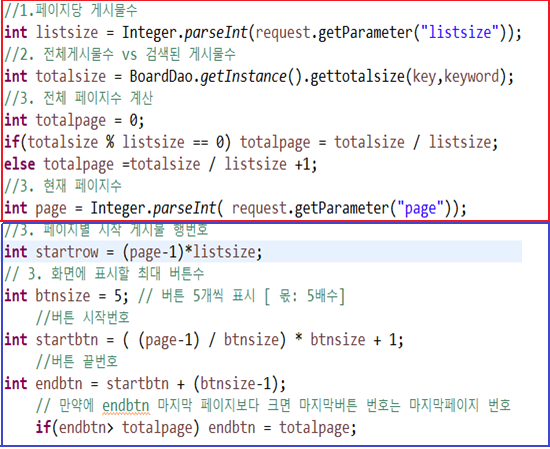 //1.페이지당 게시물수
int listsize = Integer.parseInt(request.getParameter("listsize"));
//2. 전체게시물수 vs 검색된 게시물수
int totalsize = BoardDao.getInstance().gettotalsize(key,keyword);
//3. 전체 페이지수 계산
int totalpage = 0;
if(totalsize % listsize == 0) totalpage = totalsize / listsize;
else totalpage =totalsize / listsize +1;
//3. 현재 페이지수
int page = Integer.parseInt( request.getParameter("page"));
//3. 페이지별 시작 게시물 행번호
int startrow = (page-1)*listsize;
// 3. 화면에 표시할 최대 버튼수
int btnsize = 5; // 버튼 5개씩 표시 [ 몫: 5배수]
//버튼 시작번호
int startbtn = ( (page-1) / btnsize) * btnsize + 1;
//버튼 끝번호
int endbtn = startbtn + (btnsize-1);
// 만약에 endbtn 마지막 페이지보다 크면 마지막버튼 번호는 마지막페이지 번호
if(endbtn> totalpage) endbtn = totalpage;